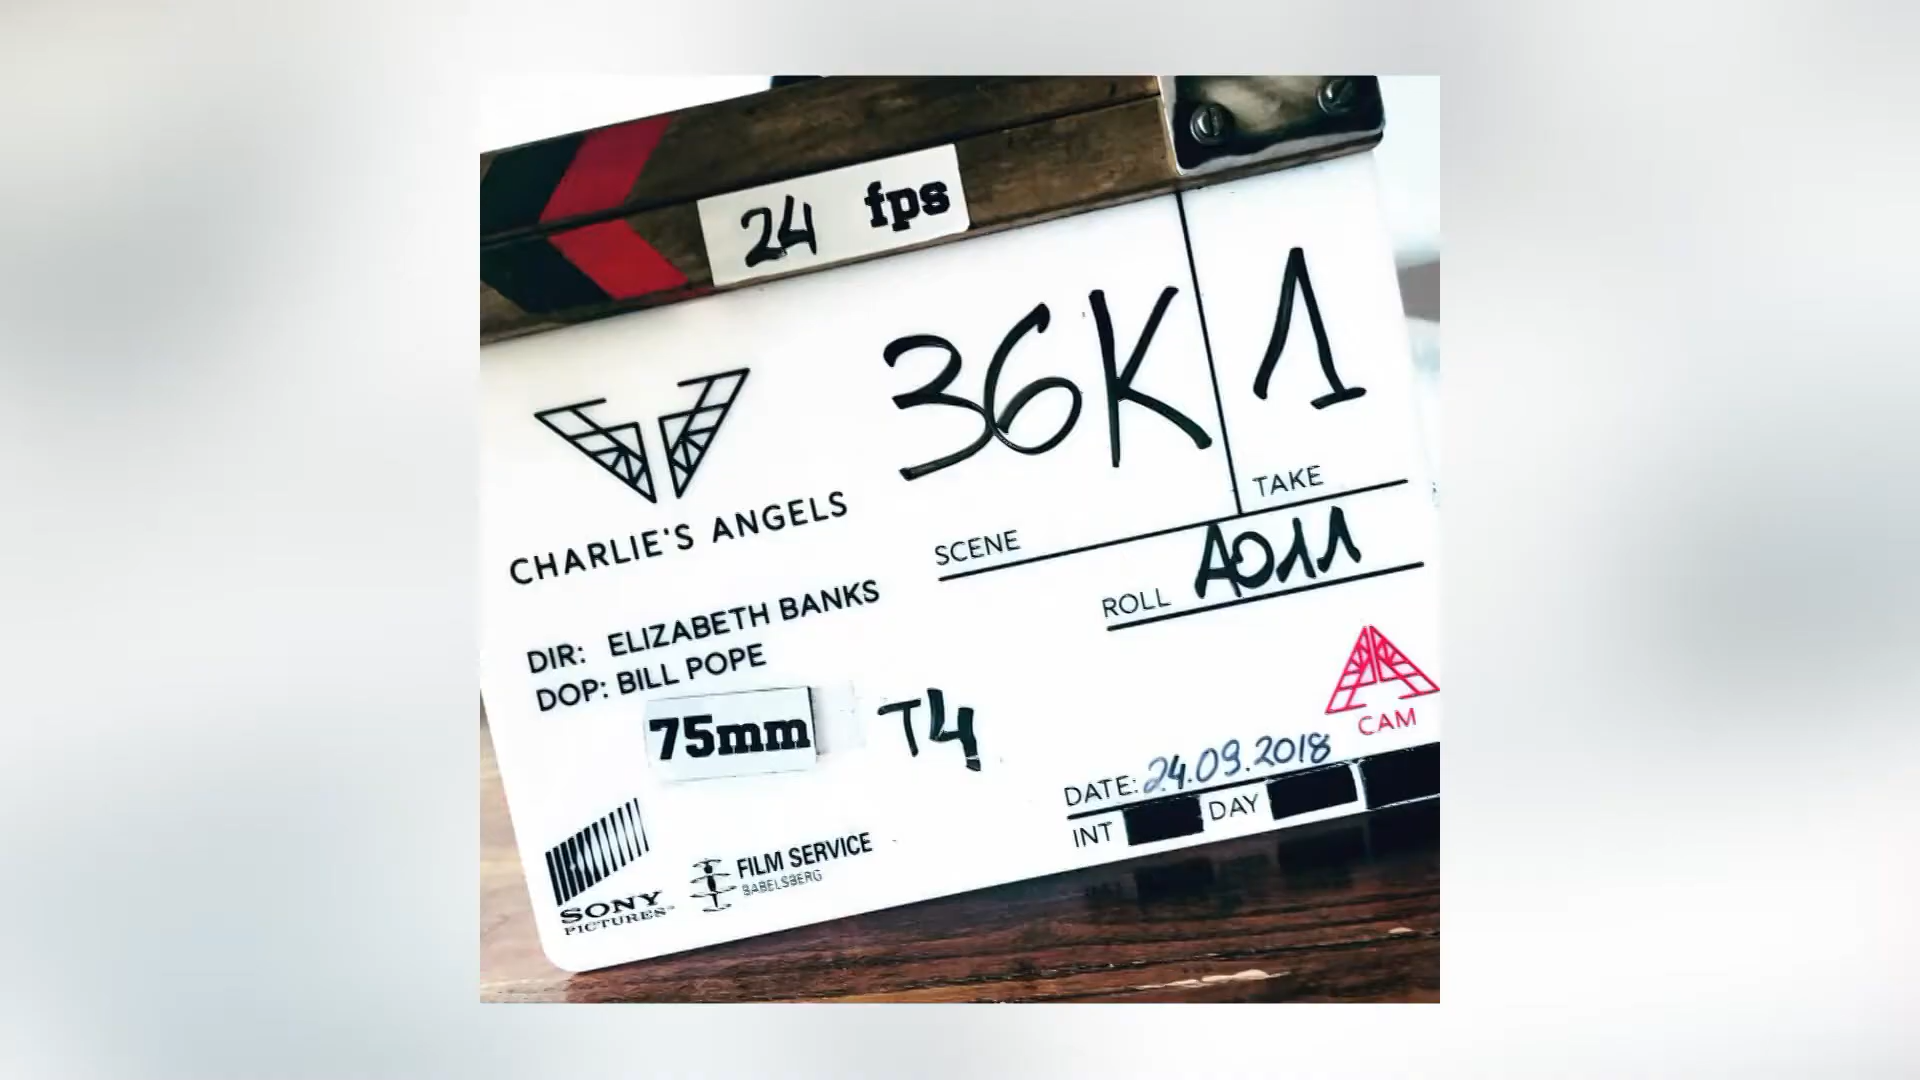 24 fps
36K
1
TAKE
SCENE
CHARLIE'S ANGELS
ROLL A011
DIR: ELIZABETH BANKS
DOP: BILL POPE
75mm T4
CAM
DATE: 24.09.2018
INT DAY
FILM SERVICE
BABELSBERG
SONY
PICTURES